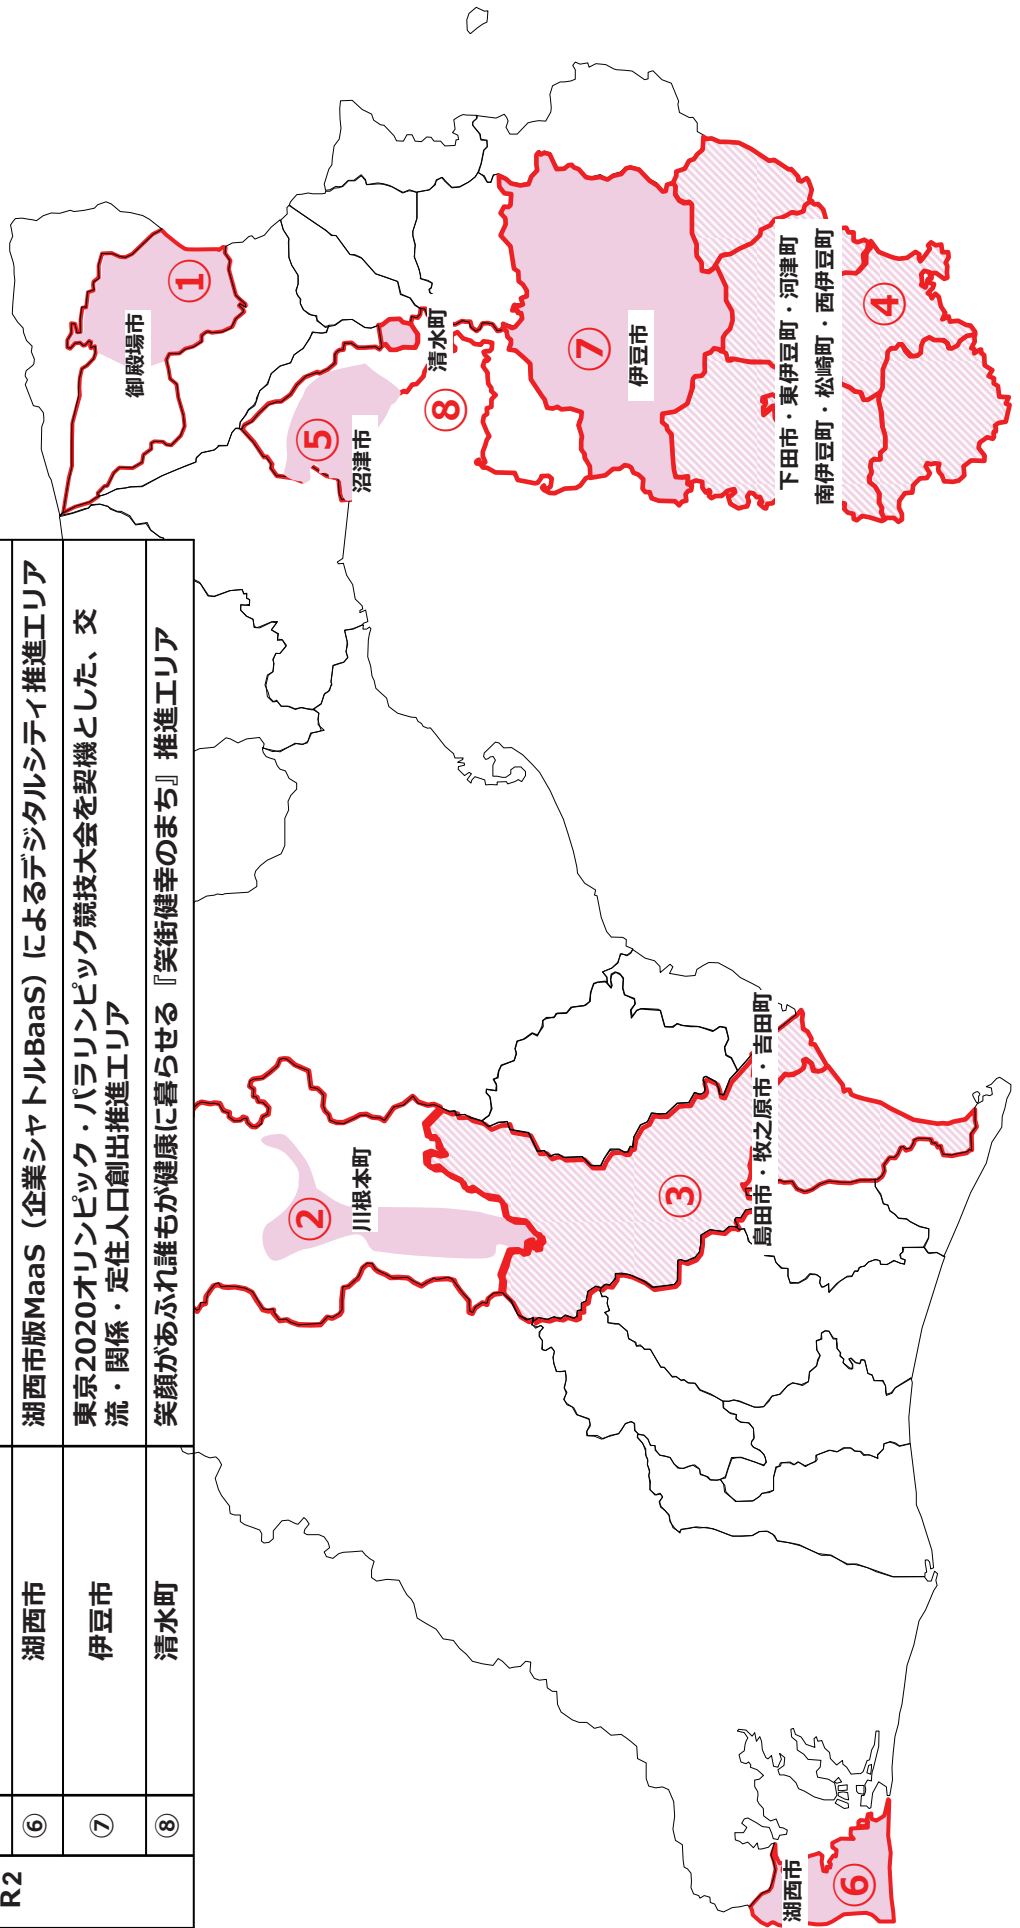 R2
⑥ 湖西市 湖西市版MaaS（企業シャトルBaaS）によるデジタルシティ推進エリア
⑦ 伊豆市 東京2020オリンピック・パラリンピック競技大会を契機とした、交
流・関係・定住人口創出推進エリア
⑧ 清水町 笑顔があふれ誰もが健康に暮らせる『笑街健幸のまち』推進エリア
①
御殿場市
②
川根本町
⑤
沼津市
清水町
⑧
⑦
伊豆市
③
島田市・牧之原市・吉田町
下田市・東伊豆町・河津町
南伊豆町・松崎町・西伊豆町
④
湖西市
⑥